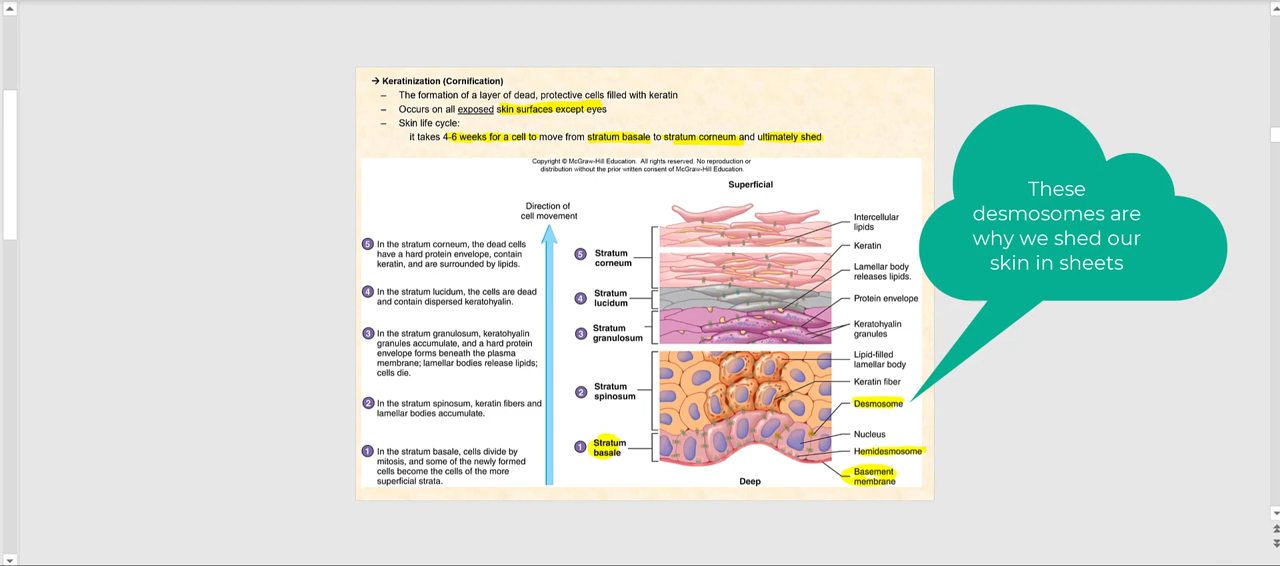 → Keratinization (Cornification)
– The formation of a layer of dead, protective cells filled with keratin
– Occurs on all exposed skin surfaces except eyes
– Skin life cycle:
it takes 4-6 weeks for a cell to move from stratum basale to stratum corneum and ultimately shed
Copyright © McGraw-Hill Education. All rights reserved. No reproduction or
distribution without the prior written consent of McGraw-Hill Education.
Superficial
Direction of
cell movement
5 In the stratum corneum, the dead cells
have a hard protein envelope, contain
keratin, and are surrounded by lipids.
4 In the stratum lucidum, the cells are dead
and contain dispersed keratohyalin.
3 In the stratum granulosum, keratohyalin
granules accumulate, and a hard protein
envelope forms beneath the plasma
membrane; lamellar bodies release lipids;
cells die.
2 In the stratum spinosum, keratin fibers and
lamellar bodies accumulate.
1 In the stratum basale, cells divide by
mitosis, and some of the newly formed
cells become the cells of the more
superficial strata.
5 Stratum
corneum
4 Stratum
lucidum
3 Stratum
granulosum
2 Stratum
spinosum
1 Stratum
basale
Intercellular
lipids
Keratin
Lamellar body
releases lipids.
Protein envelope
Keratohyalin
granules
Lipid-filled
lamellar body
Keratin fiber
Desmosome
Nucleus
Hemidesmosome
Basement
membrane
Deep
These
desmosomes are
why we shed our
skin in sheets